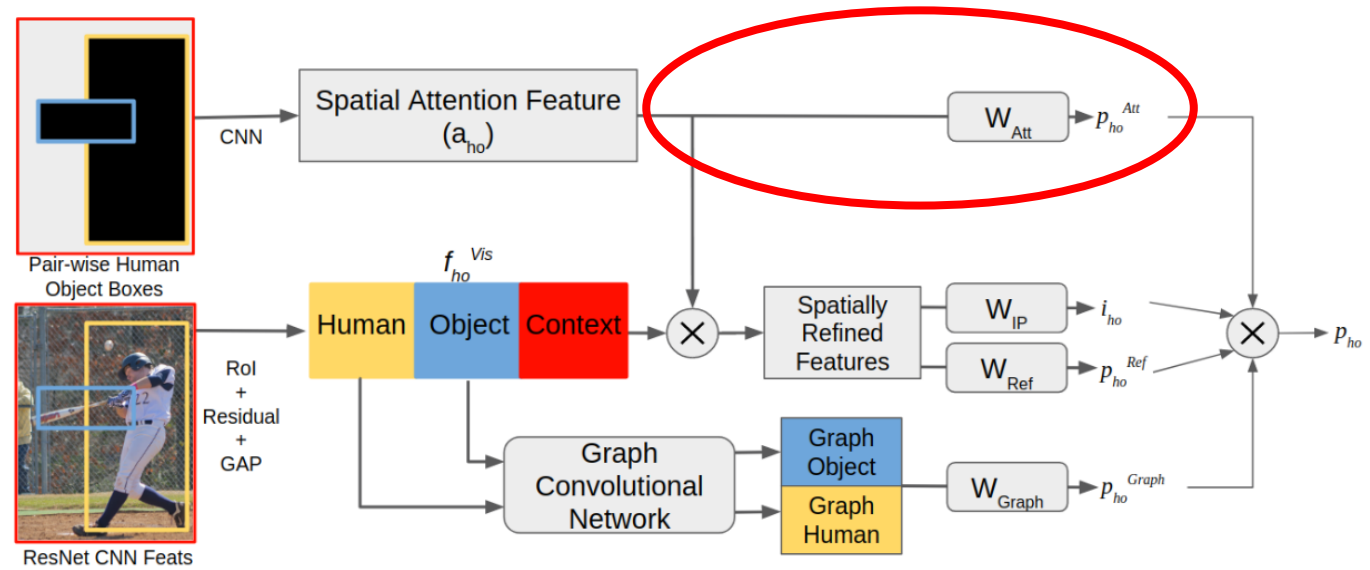 Pair-wise Human
Object Boxes
CNN
Spatial Attention Feature
(a_ho)
W_Att
p_ho^Att
f_ho^Vis
Human
Object
Context
×
Spatially
Refined
Features
W_IP
i_ho
W_Ref
p_ho^Ref
×
p_ho
22
RoI
+
Residual
+
GAP
ResNet CNN Feats
Graph
Convolutional
Network
Graph
Object
Graph
Human
W_Graph
p_ho^Graph